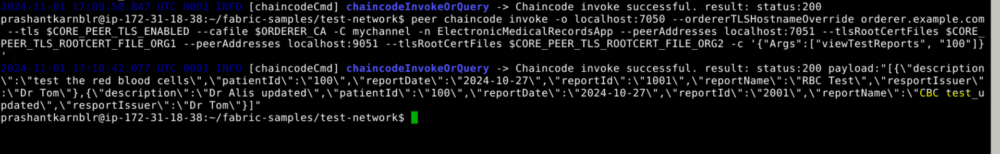 2024-11-01 17:09:50.847 UTC 0001 INFO [chaincodeCmd] chaincodeInvokeOrQuery -> Chaincode invoke successful. result: status:200
prashantkarnblr@ip-172-31-18-38:~/fabric-samples/test-network$ peer chaincode invoke -o localhost:7050 --ordererTLSHostnameOverride orderer.example.com
 --tls $CORE_PEER_TLS_ENABLED --cafile $ORDERER_CA -C mychannel -n ElectronicMedicalRecordsApp --peerAddresses localhost:7051 --tlsRootCertFiles $CORE_
PEER_TLS_ROOTCERT_FILE_ORG1 --peerAddresses localhost:9051 --tlsRootCertFiles $CORE_PEER_TLS_ROOTCERT_FILE_ORG2 -c '{"Args":["viewTestReports", "100"]}
'
2024-11-01 17:10:42.077 UTC 0001 INFO [chaincodeCmd] chaincodeInvokeOrQuery -> Chaincode invoke successful. result: status:200 payload:"[{\"description
\":\"test the red blood cells\",\"patientId\":\"100\",\"reportDate\":\"2024-10-27\",\"reportId\":\"1001\",\"reportName\":\"RBC Test\",\"resportIssuer\"
:\"Dr Tom\"},{\"description\":\"Dr Alis updated\",\"patientId\":\"100\",\"reportDate\":\"2024-10-27\",\"reportId\":\"2001\",\"reportName\":\"CBC test_u
pdated\",\"resportIssuer\":\"Dr Tom\"}]"
prashantkarnblr@ip-172-31-18-38:~/fabric-samples/test-network$